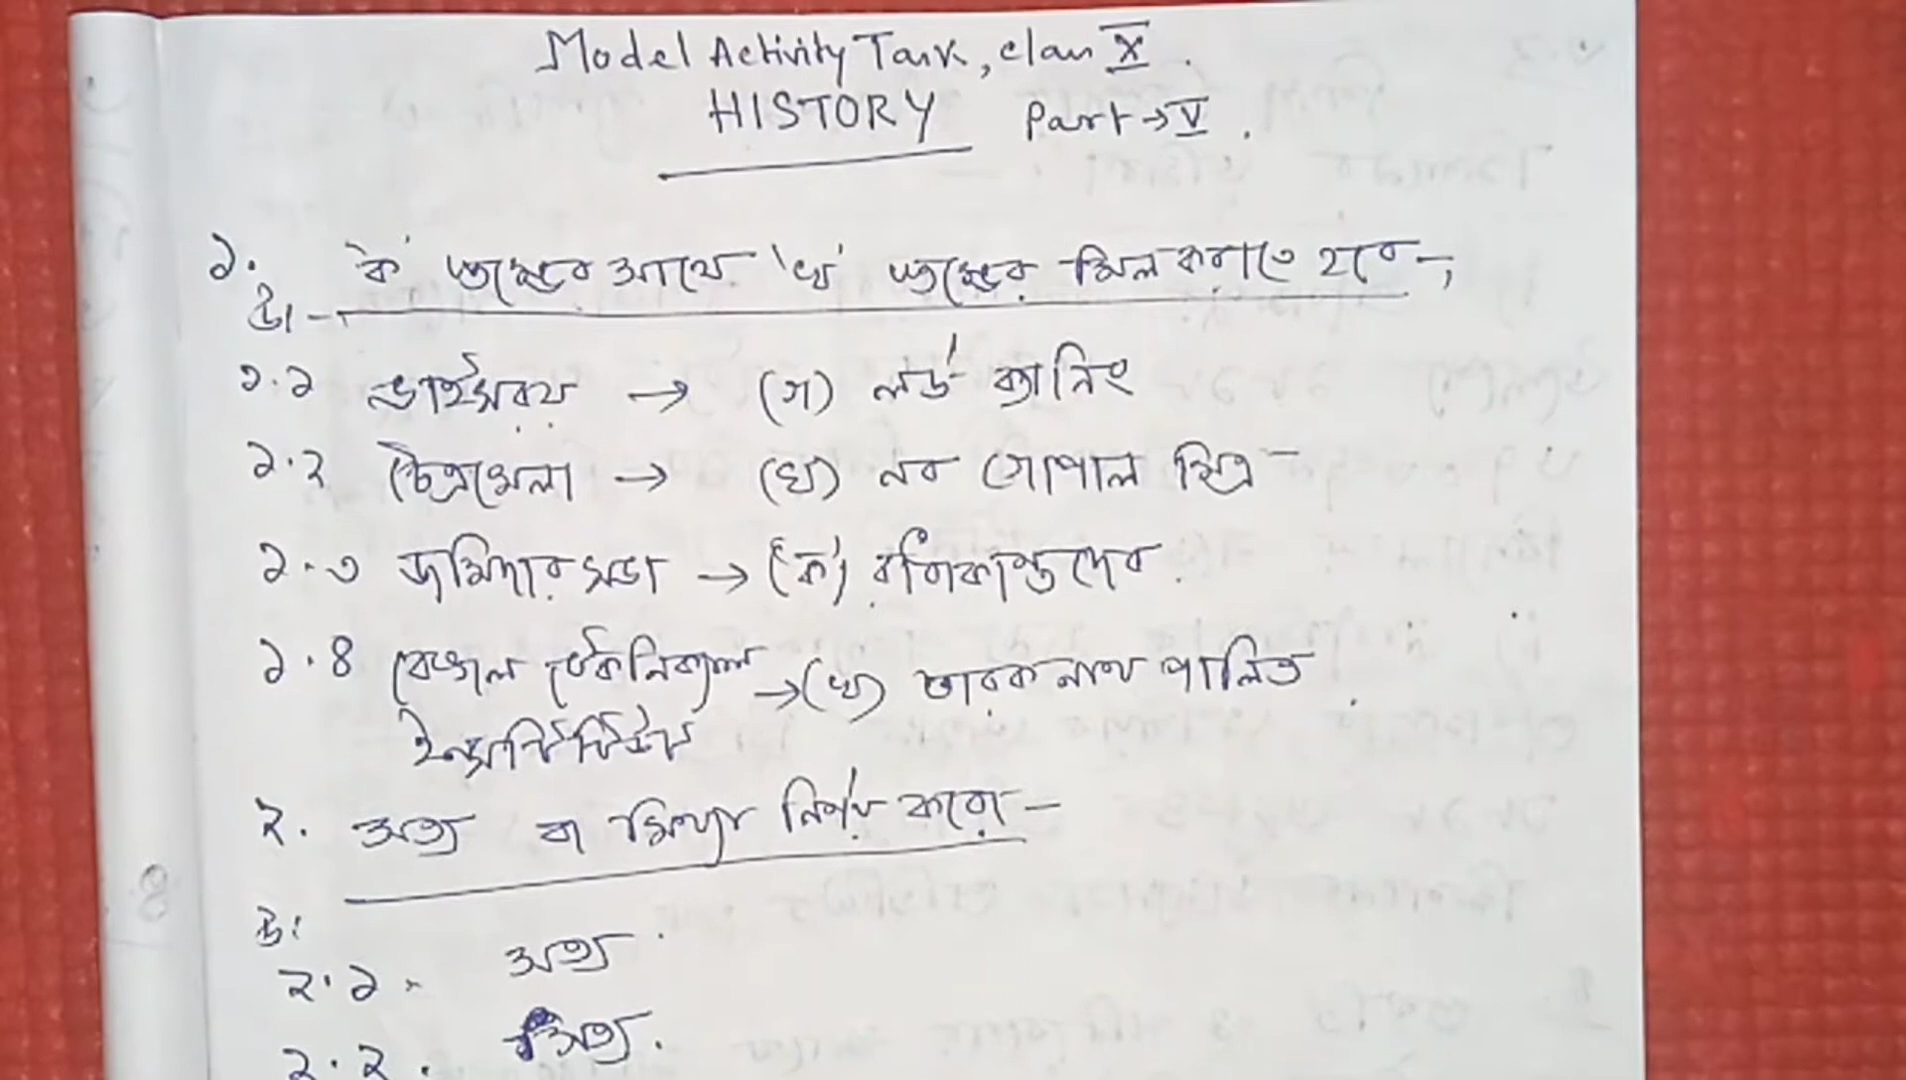 Model Activity Task, class X.
HISTORY Part → V.
১. 'ক' স্তম্ভের সাথে 'খ' স্তম্ভের মিল করাতে হবে-,
উঃ -
১.১ ভাইসরয় → (গ) লর্ড ক্যানিং
১.২ চৈত্রমেলা → (ঘ) নব গোপাল মিত্র
১.৩ জমিদার সভা → (ক) রাধাকান্তদেব.
১.৪ বেঙ্গল টেকনিক্যাল → (খ) তারকনাথ পালিত.
ইন্সটিটিউট
২. সত্য বা মিথ্যা নির্ণয় করো-
উঃ
২.১. সত্য.
২.২. সত্য.